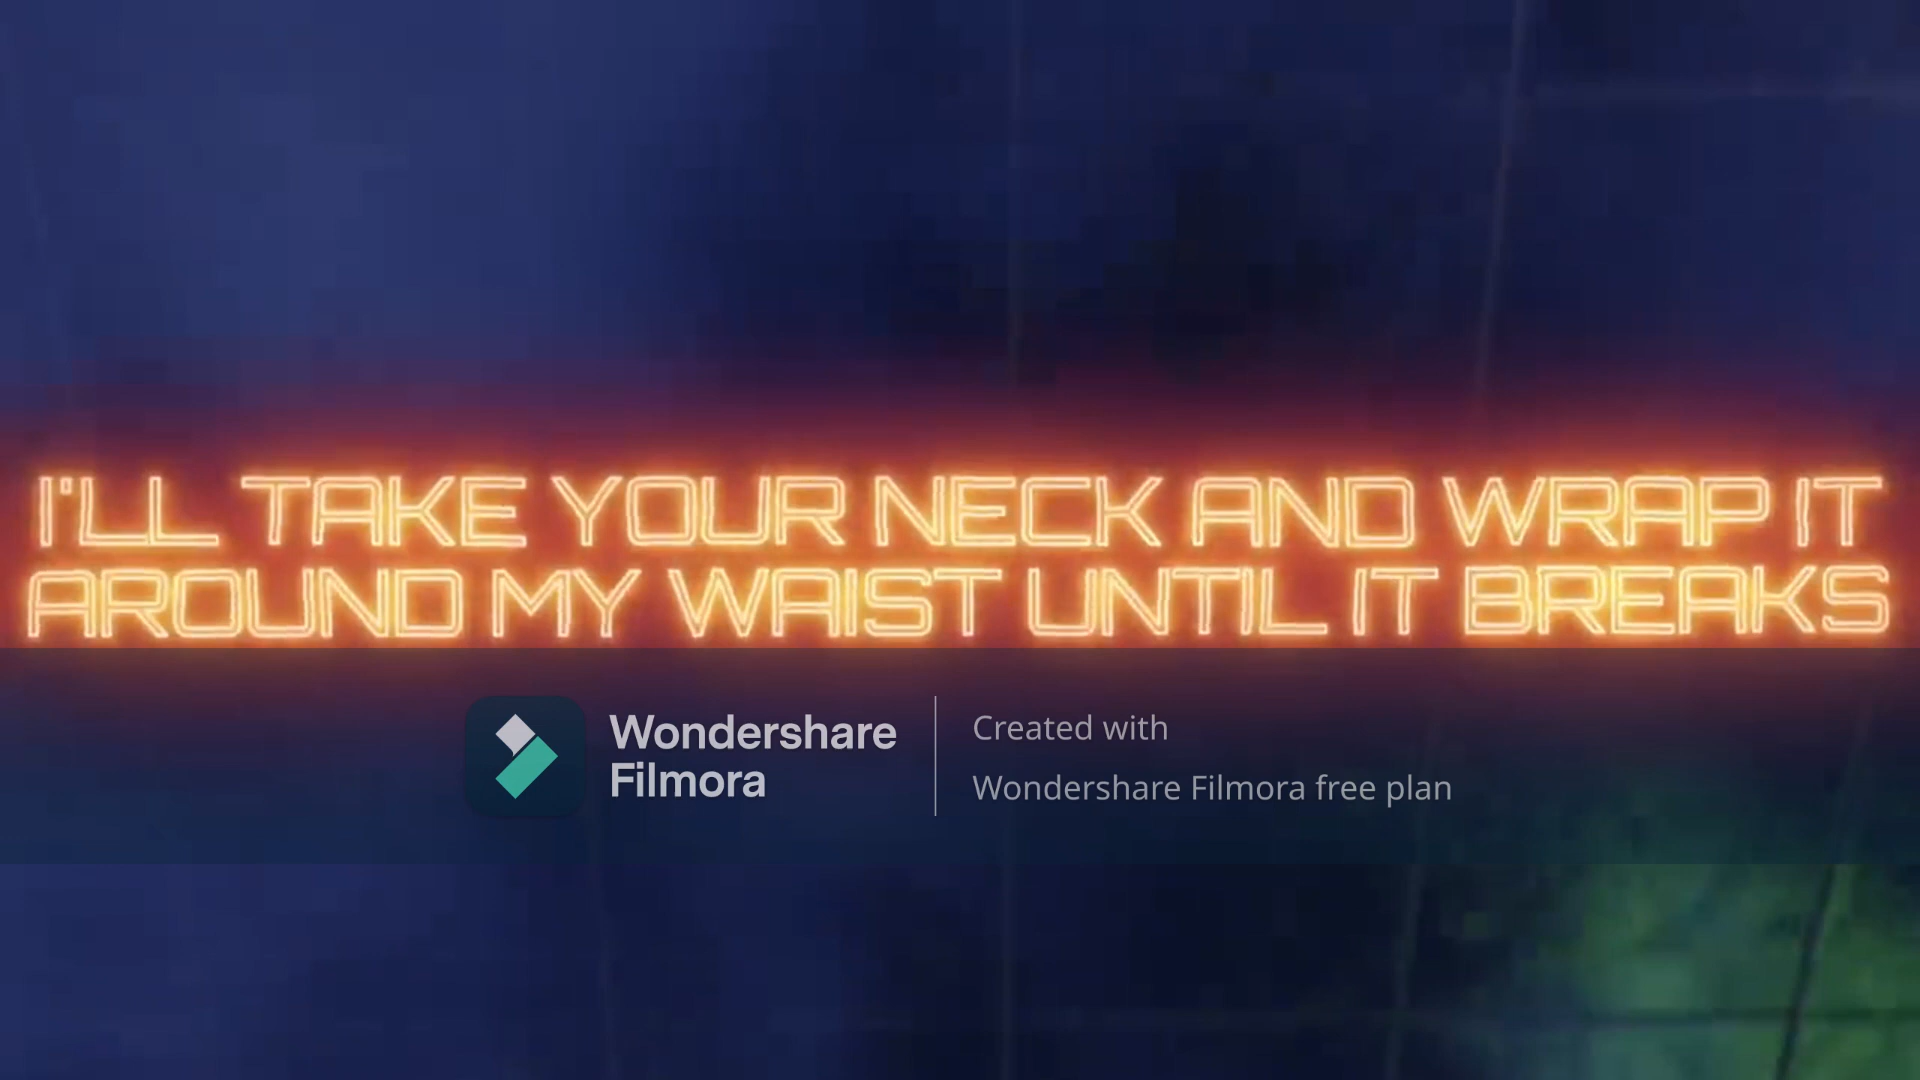 I'LL TAKE YOUR NECK AND WRAP IT
AROUND MY WAIST UNTIL IT BREAKS
Wondershare
Filmora
Created with
Wondershare Filmora free plan